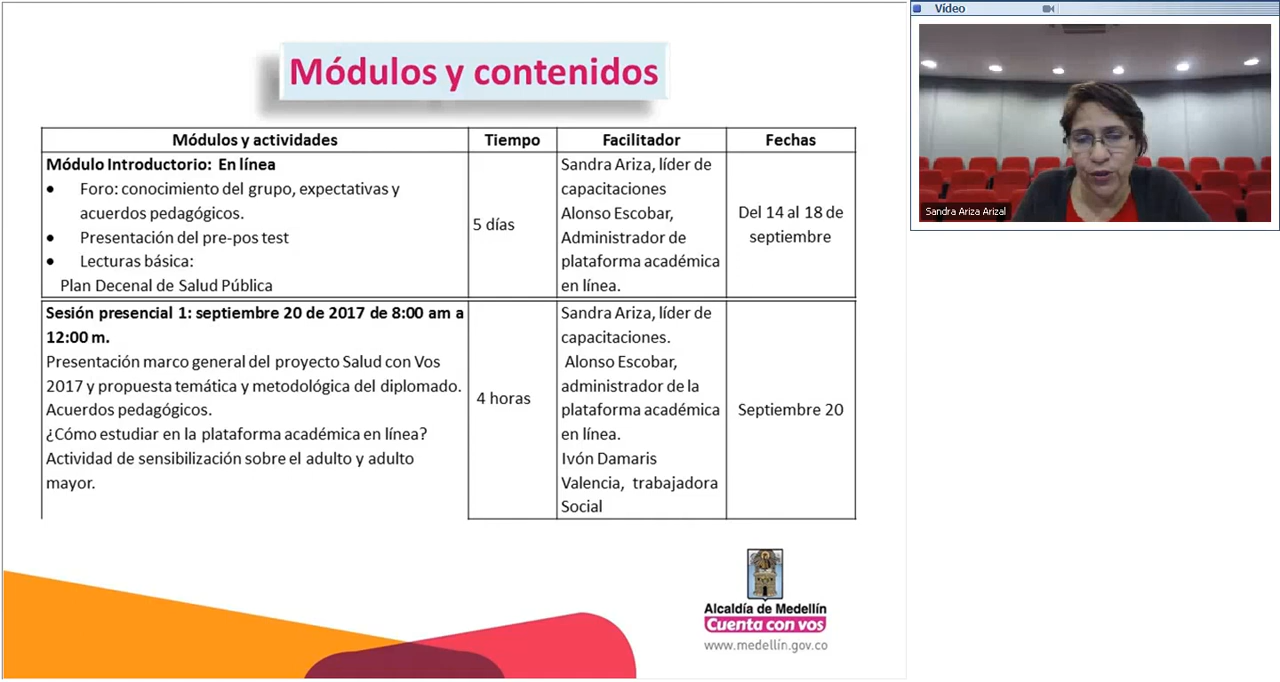 Módulos y contenidos
Módulos y actividades
Tiempo
Facilitador
Fechas
Módulo Introductorio: En línea
• Foro: conocimiento del grupo, expectativas y
acuerdos pedagógicos.
• Presentación del pre-pos test
• Lecturas básica:
Plan Decenal de Salud Pública
5 días
Sandra Ariza, líder de
capacitaciones
Alonso Escobar,
Administrador de
plataforma académica
en línea.
Del 14 al 18 de
septiembre
Sesión presencial 1: septiembre 20 de 2017 de 8:00 am a
12:00 m.
Presentación marco general del proyecto Salud con Vos
2017 y propuesta temática y metodológica del diplomado.
Acuerdos pedagógicos.
¿Cómo estudiar en la plataforma académica en línea?
Actividad de sensibilización sobre el adulto y adulto
mayor.
4 horas
Sandra Ariza, líder de
capacitaciones.
Alonso Escobar,
administrador de la
plataforma académica
en línea.
Ivón Damaris
Valencia, trabajadora
Social
Septiembre 20
Alcaldía de Medellín
Cuenta con vos
www.medellin.gov.co
Vídeo
Sandra Ariza Arizal